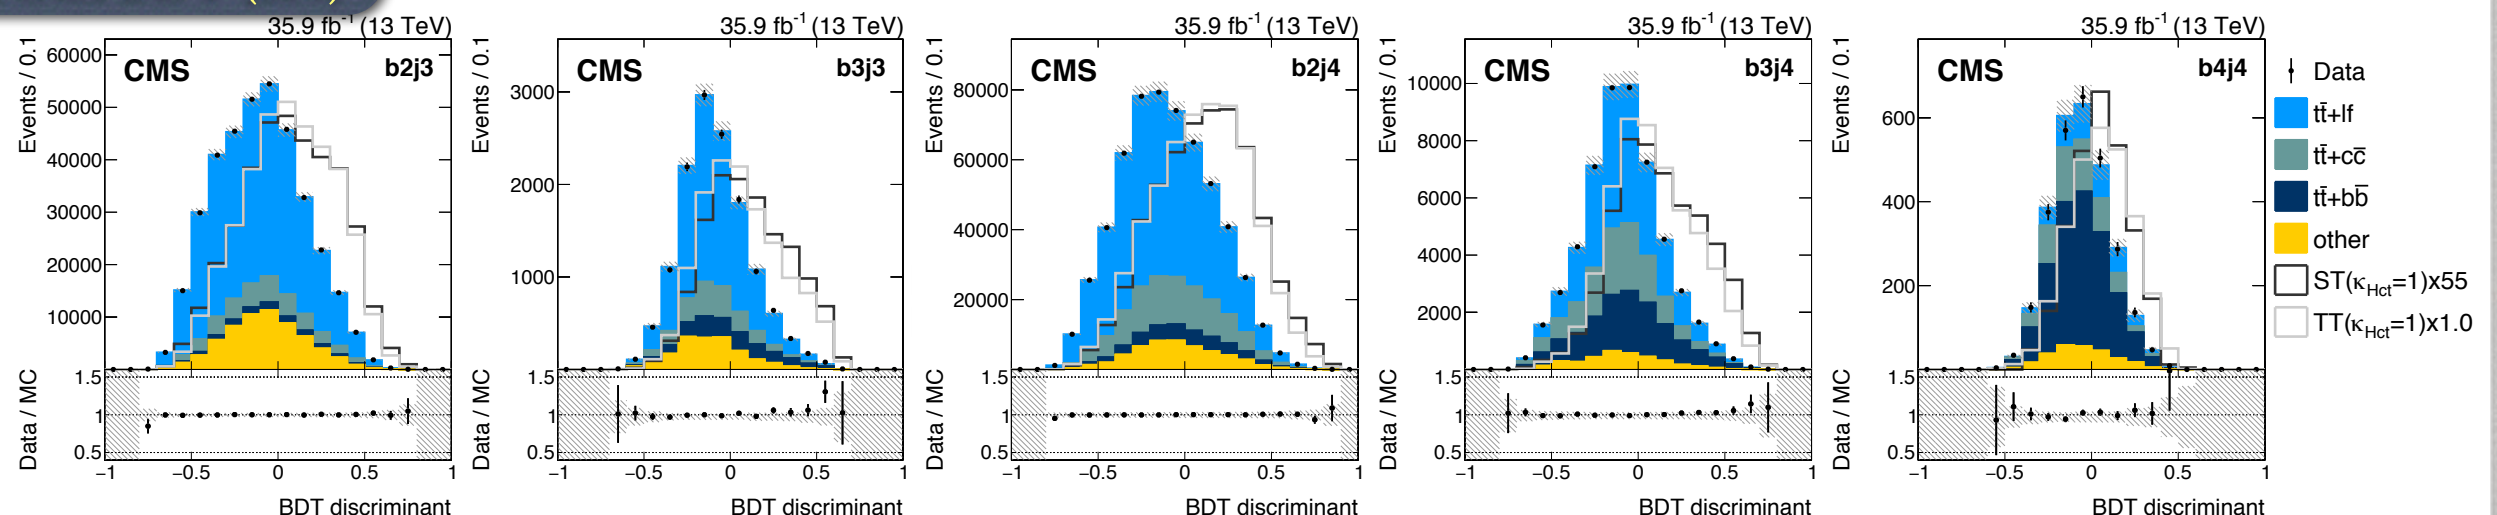 35.9 fb-1 (13 TeV)
Events / 0.1
CMS
b2j3
60000
50000
40000
30000
20000
10000
Data / MC
1.5
1
0.5
−1
−0.5
0
0.5
1
BDT discriminant
35.9 fb-1 (13 TeV)
Events / 0.1
CMS
b3j3
3000
2000
1000
Data / MC
1.5
1
0.5
−1
−0.5
0
0.5
1
BDT discriminant
35.9 fb-1 (13 TeV)
Events / 0.1
CMS
b2j4
80000
60000
40000
20000
Data / MC
1.5
1
0.5
−1
−0.5
0
0.5
1
BDT discriminant
35.9 fb-1 (13 TeV)
Events / 0.1
CMS
b3j4
10000
8000
6000
4000
2000
Data / MC
1.5
1
0.5
−1
−0.5
0
0.5
1
BDT discriminant
35.9 fb-1 (13 TeV)
Events / 0.1
CMS
b4j4
600
400
200
Data / MC
1.5
1
0.5
−1
−0.5
0
0.5
1
BDT discriminant
Data
tt̄+lf
tt̄+cc̄
tt̄+bb̄
other
ST(κHct=1)x55
TT(κHct=1)x1.0